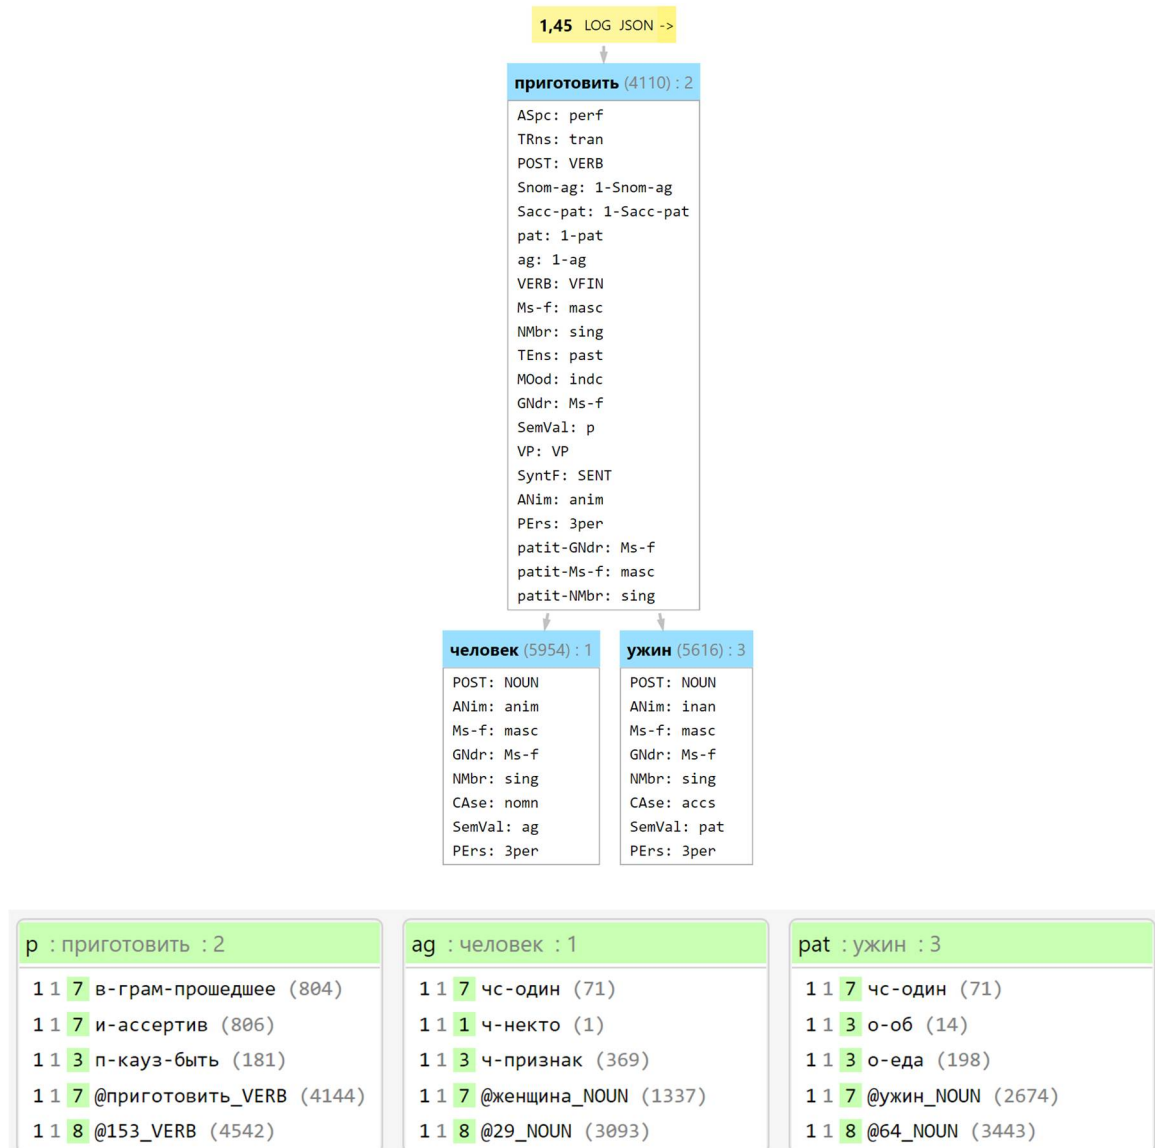 1,45 LOG JSON ->
приготовить (4110) : 2
ASpc: perf
TRns: tran
POST: VERB
Snom-ag: 1-Snom-ag
Sacc-pat: 1-Sacc-pat
pat: 1-pat
ag: 1-ag
VERB: VFIN
Ms-f: masc
NMbr: sing
TEns: past
MOod: indc
GNdr: Ms-f
SemVal: p
VP: VP
SyntF: SENT
ANim: anim
PErs: 3per
patit-GNdr: Ms-f
patit-Ms-f: masc
patit-NMbr: sing
человек (5954) : 1
POST: NOUN
ANim: anim
Ms-f: masc
GNdr: Ms-f
NMbr: sing
CAse: nomn
SemVal: ag
PErs: 3per
ужин (5616) : 3
POST: NOUN
ANim: inan
Ms-f: masc
GNdr: Ms-f
NMbr: sing
CAse: accs
SemVal: pat
PErs: 3per
p : приготовить : 2
1 1 7 в-грам-прошедшее (804)
1 1 7 и-ассертив (806)
1 1 3 п-кауз-быть (181)
1 1 7 @приготовить_VERB (4144)
1 1 8 @153_VERB (4542)
ag : человек : 1
1 1 7 чс-один (71)
1 1 1 ч-некто (1)
1 1 3 ч-признак (369)
1 1 7 @женщина_NOUN (1337)
1 1 8 @29_NOUN (3093)
pat : ужин : 3
1 1 7 чс-один (71)
1 1 3 о-об (14)
1 1 3 о-еда (198)
1 1 7 @ужин_NOUN (2674)
1 1 8 @64_NOUN (3443)